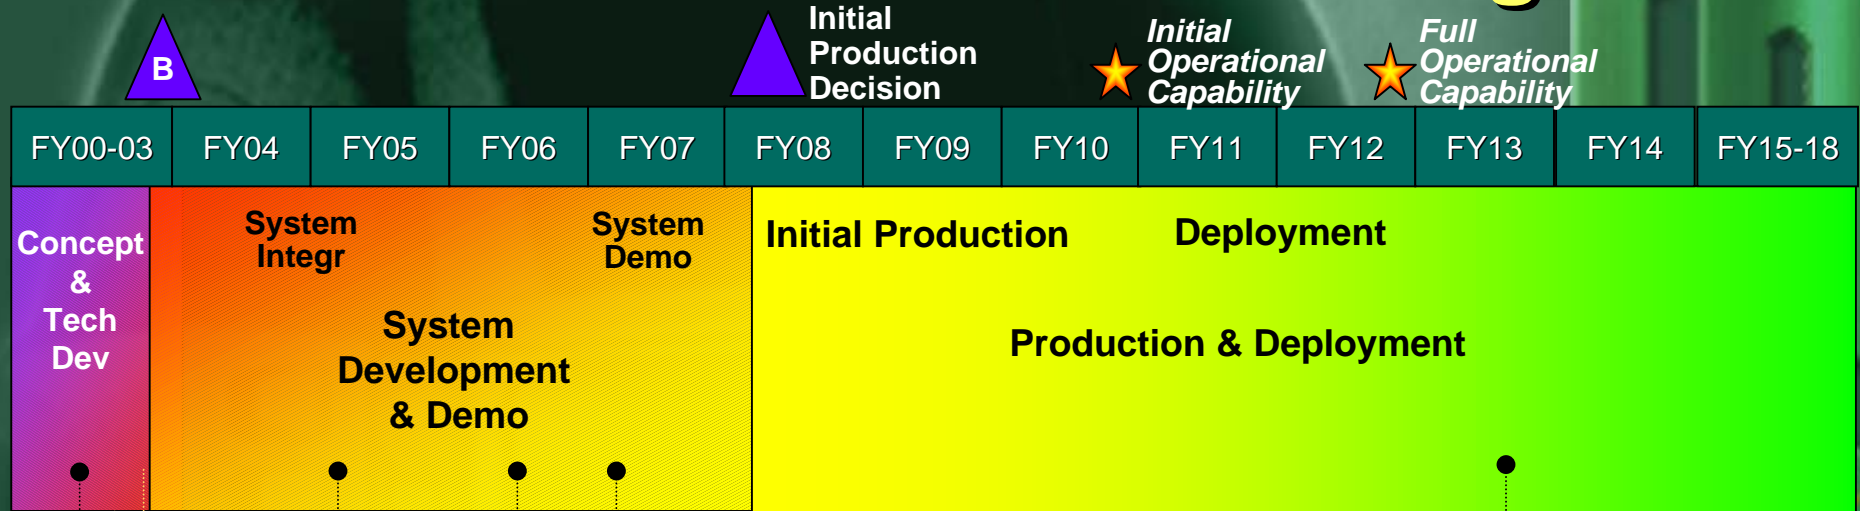 B
Initial
Production
Decision
Initial
Operational
Capability
Full
Operational
Capability
FY00-03 FY04 FY05 FY06 FY07 FY08 FY09 FY10 FY11 FY12 FY13 FY14 FY15-18
Concept
&
Tech
Dev
System
Integr
System
Demo
System
Development
& Demo
Initial Production
Deployment
Production & Deployment